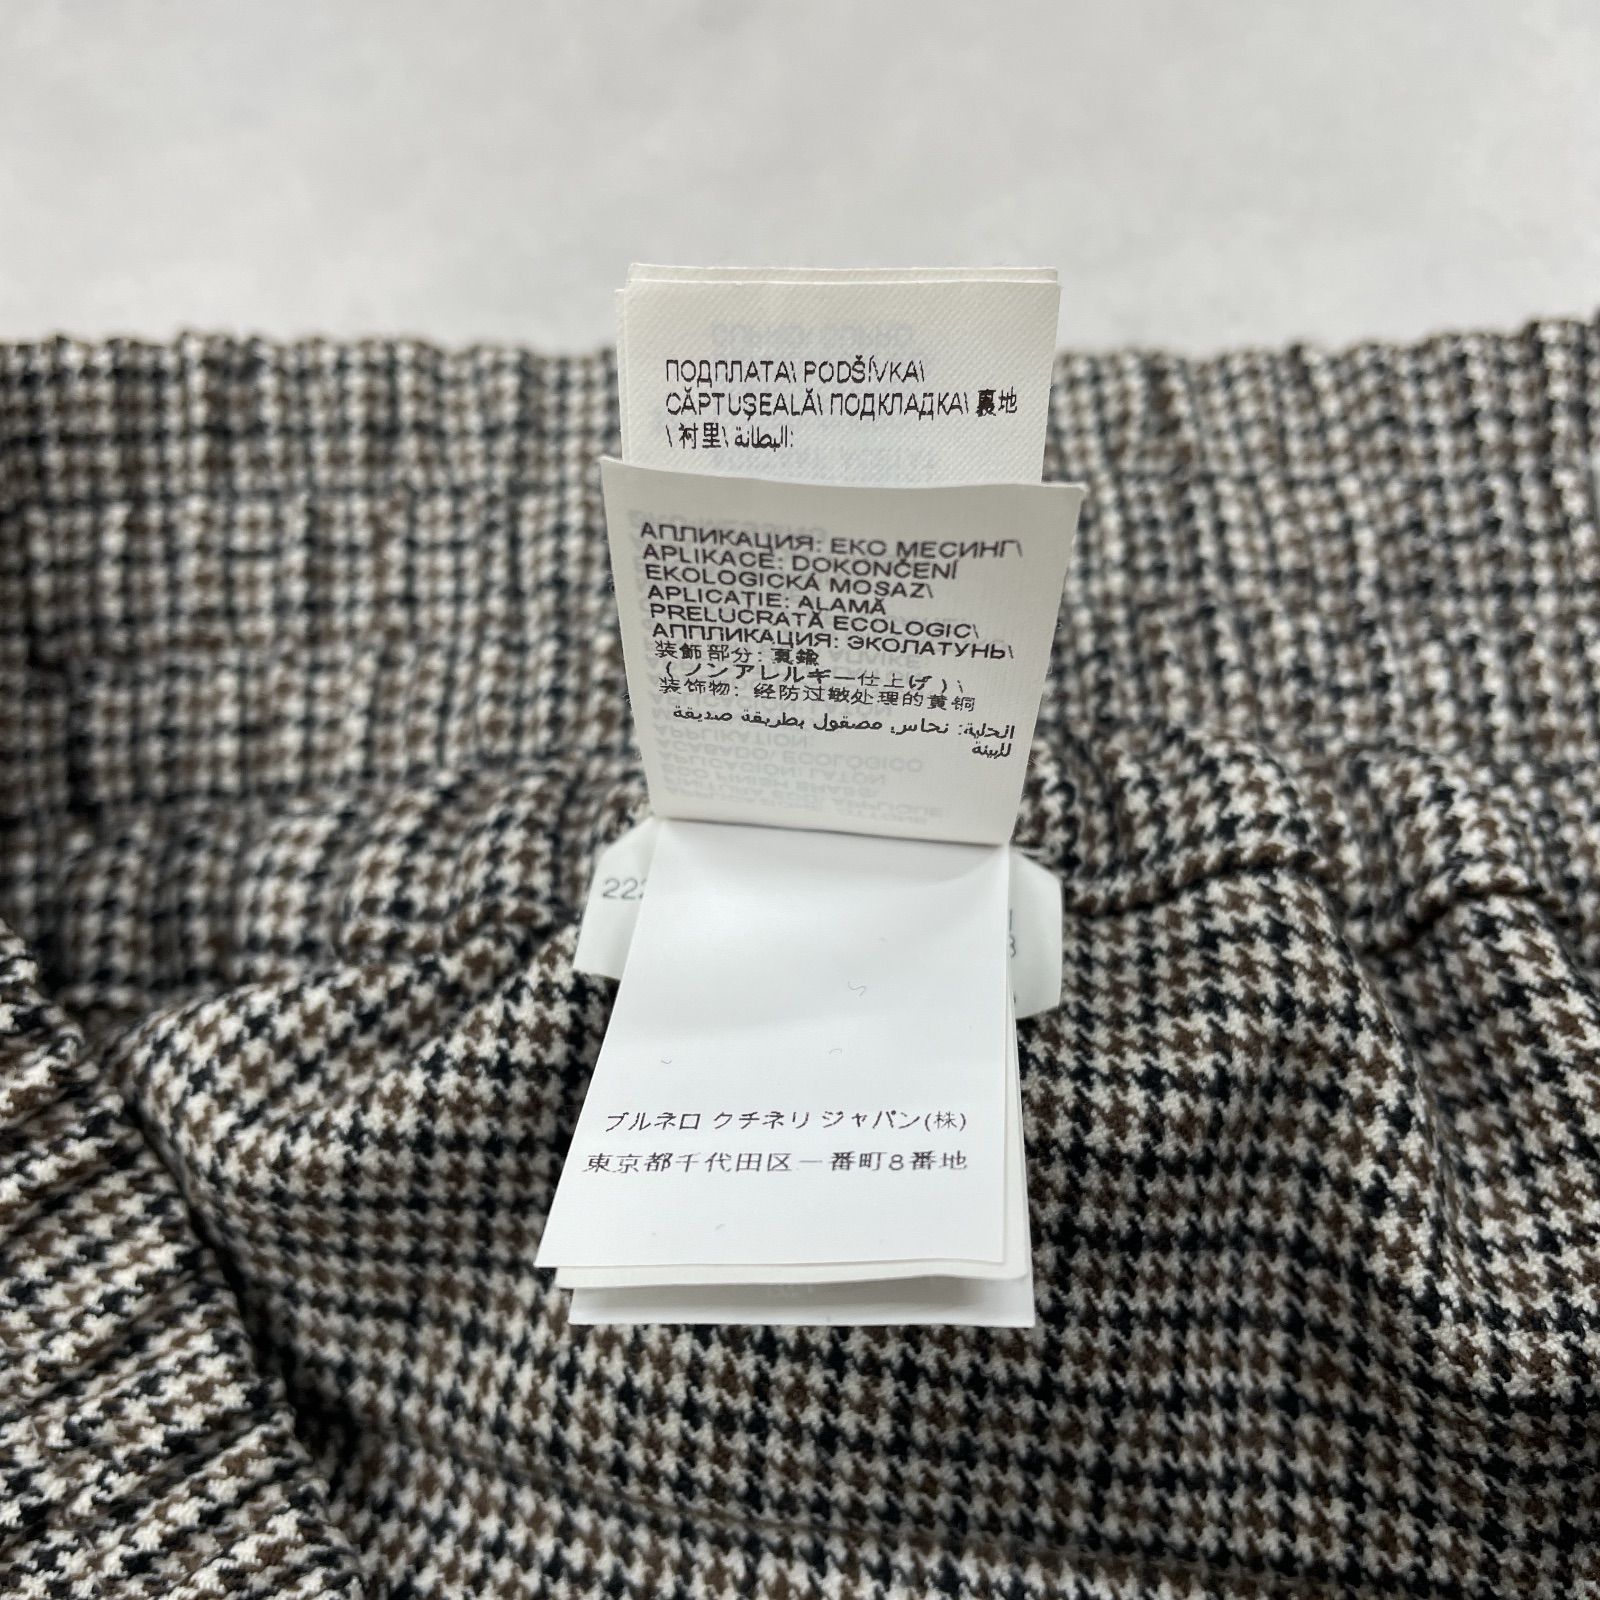 ПОДПЛАТА\ PODŠÍVKA\
CĂPTUŞEALĂ\ ПОДКЛАДКА\ 裏地
\ 衬里\ البطانة:
АПЛИКАЦИЯ: ЕКО МЕСИНГ\
APLIKACE: DOKONČENÍ
EKOLOGICKÁ MOSAZ\
APLICATIE: ALAMĂ
PRELUCRATĂ ECOLOGIC\
АППЛИКАЦИЯ: ЭКОЛАТУНЬ\
装飾部分: 真鍮
(ノンアレルギー仕上げ)\
装饰物: 经防过敏处理的黄铜
الحلية: نحاس مصقول بطريقة صديقة
للبيئة
222
ブルネロ クチネリ ジャパン(株)
東京都千代田区一番町8番地